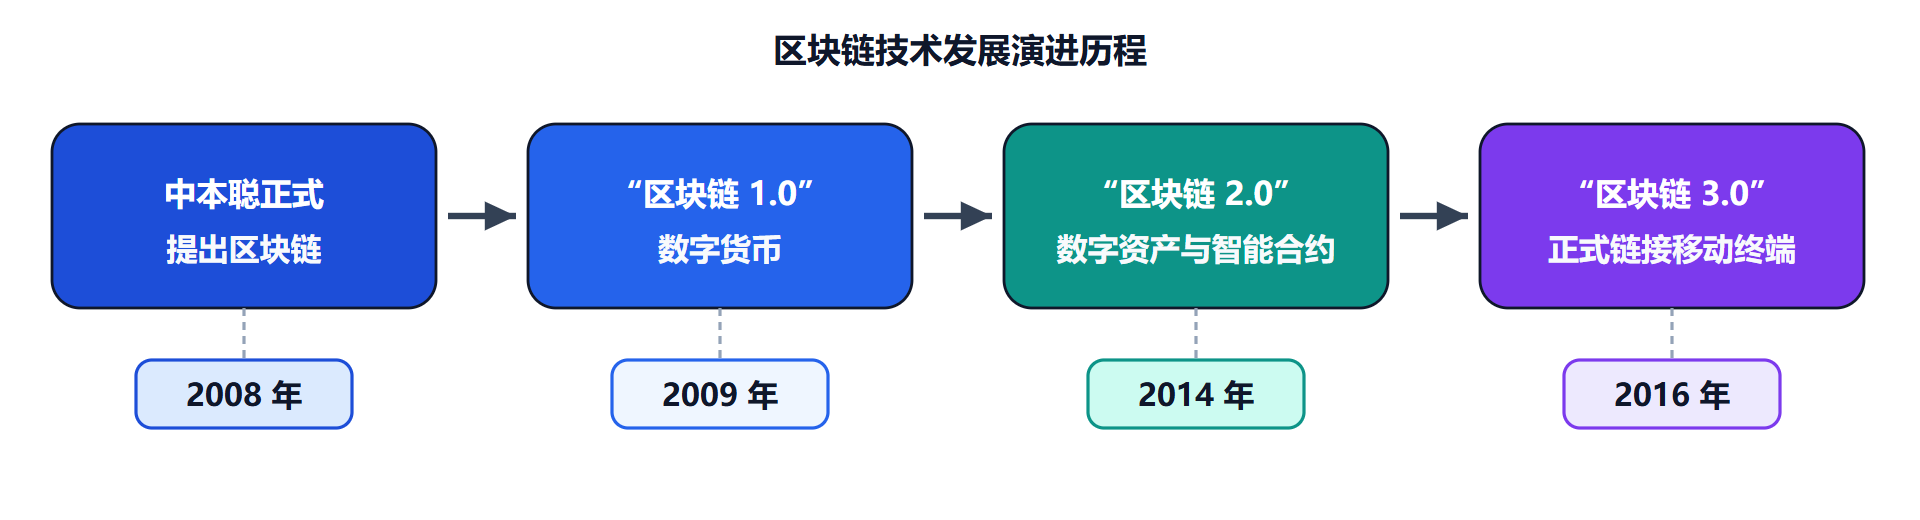 区块链技术发展演进历程
中本聪正式
提出区块链
“区块链 1.0”
数字货币
“区块链 2.0”
数字资产与智能合约
“区块链 3.0”
正式链接移动终端
2008 年
2009 年
2014 年
2016 年